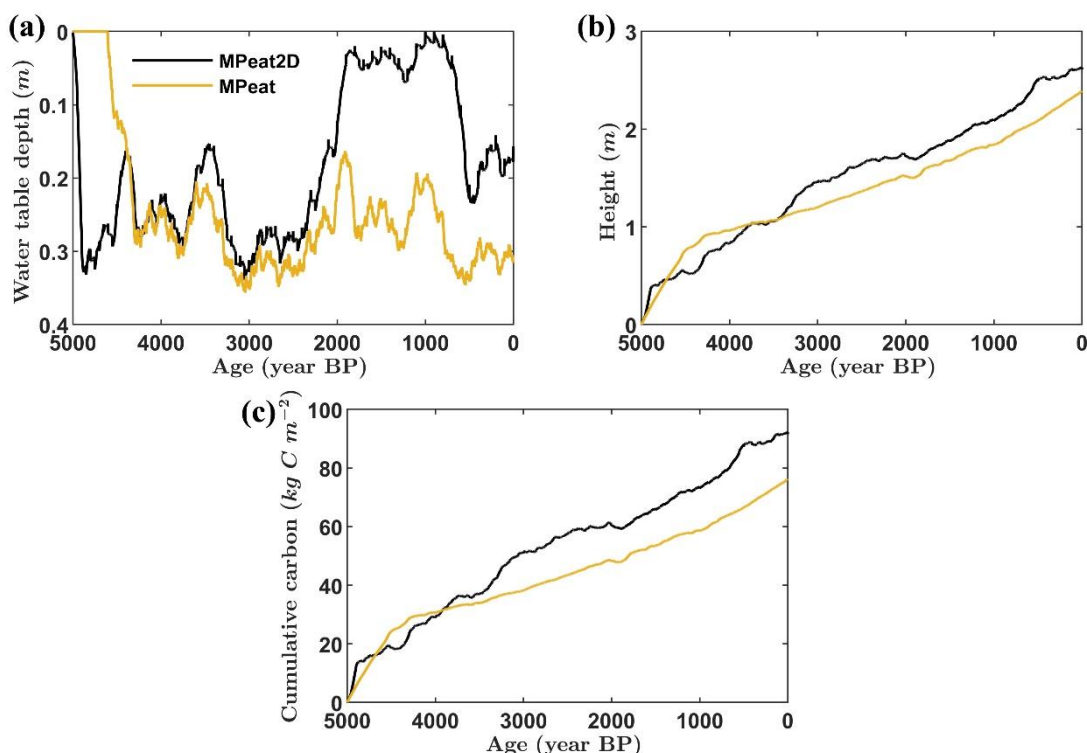 (a)
0
0.1
0.2
0.3
0.4
Water table depth (m)
MPeat2D
MPeat
5000 4000 3000 2000 1000 0
Age (year BP)
(b)
3
2
1
0
Height (m)
5000 4000 3000 2000 1000 0
Age (year BP)
(c)
100
80
60
40
20
0
Cumulative carbon (kg C m⁻²)
5000 4000 3000 2000 1000 0
Age (year BP)